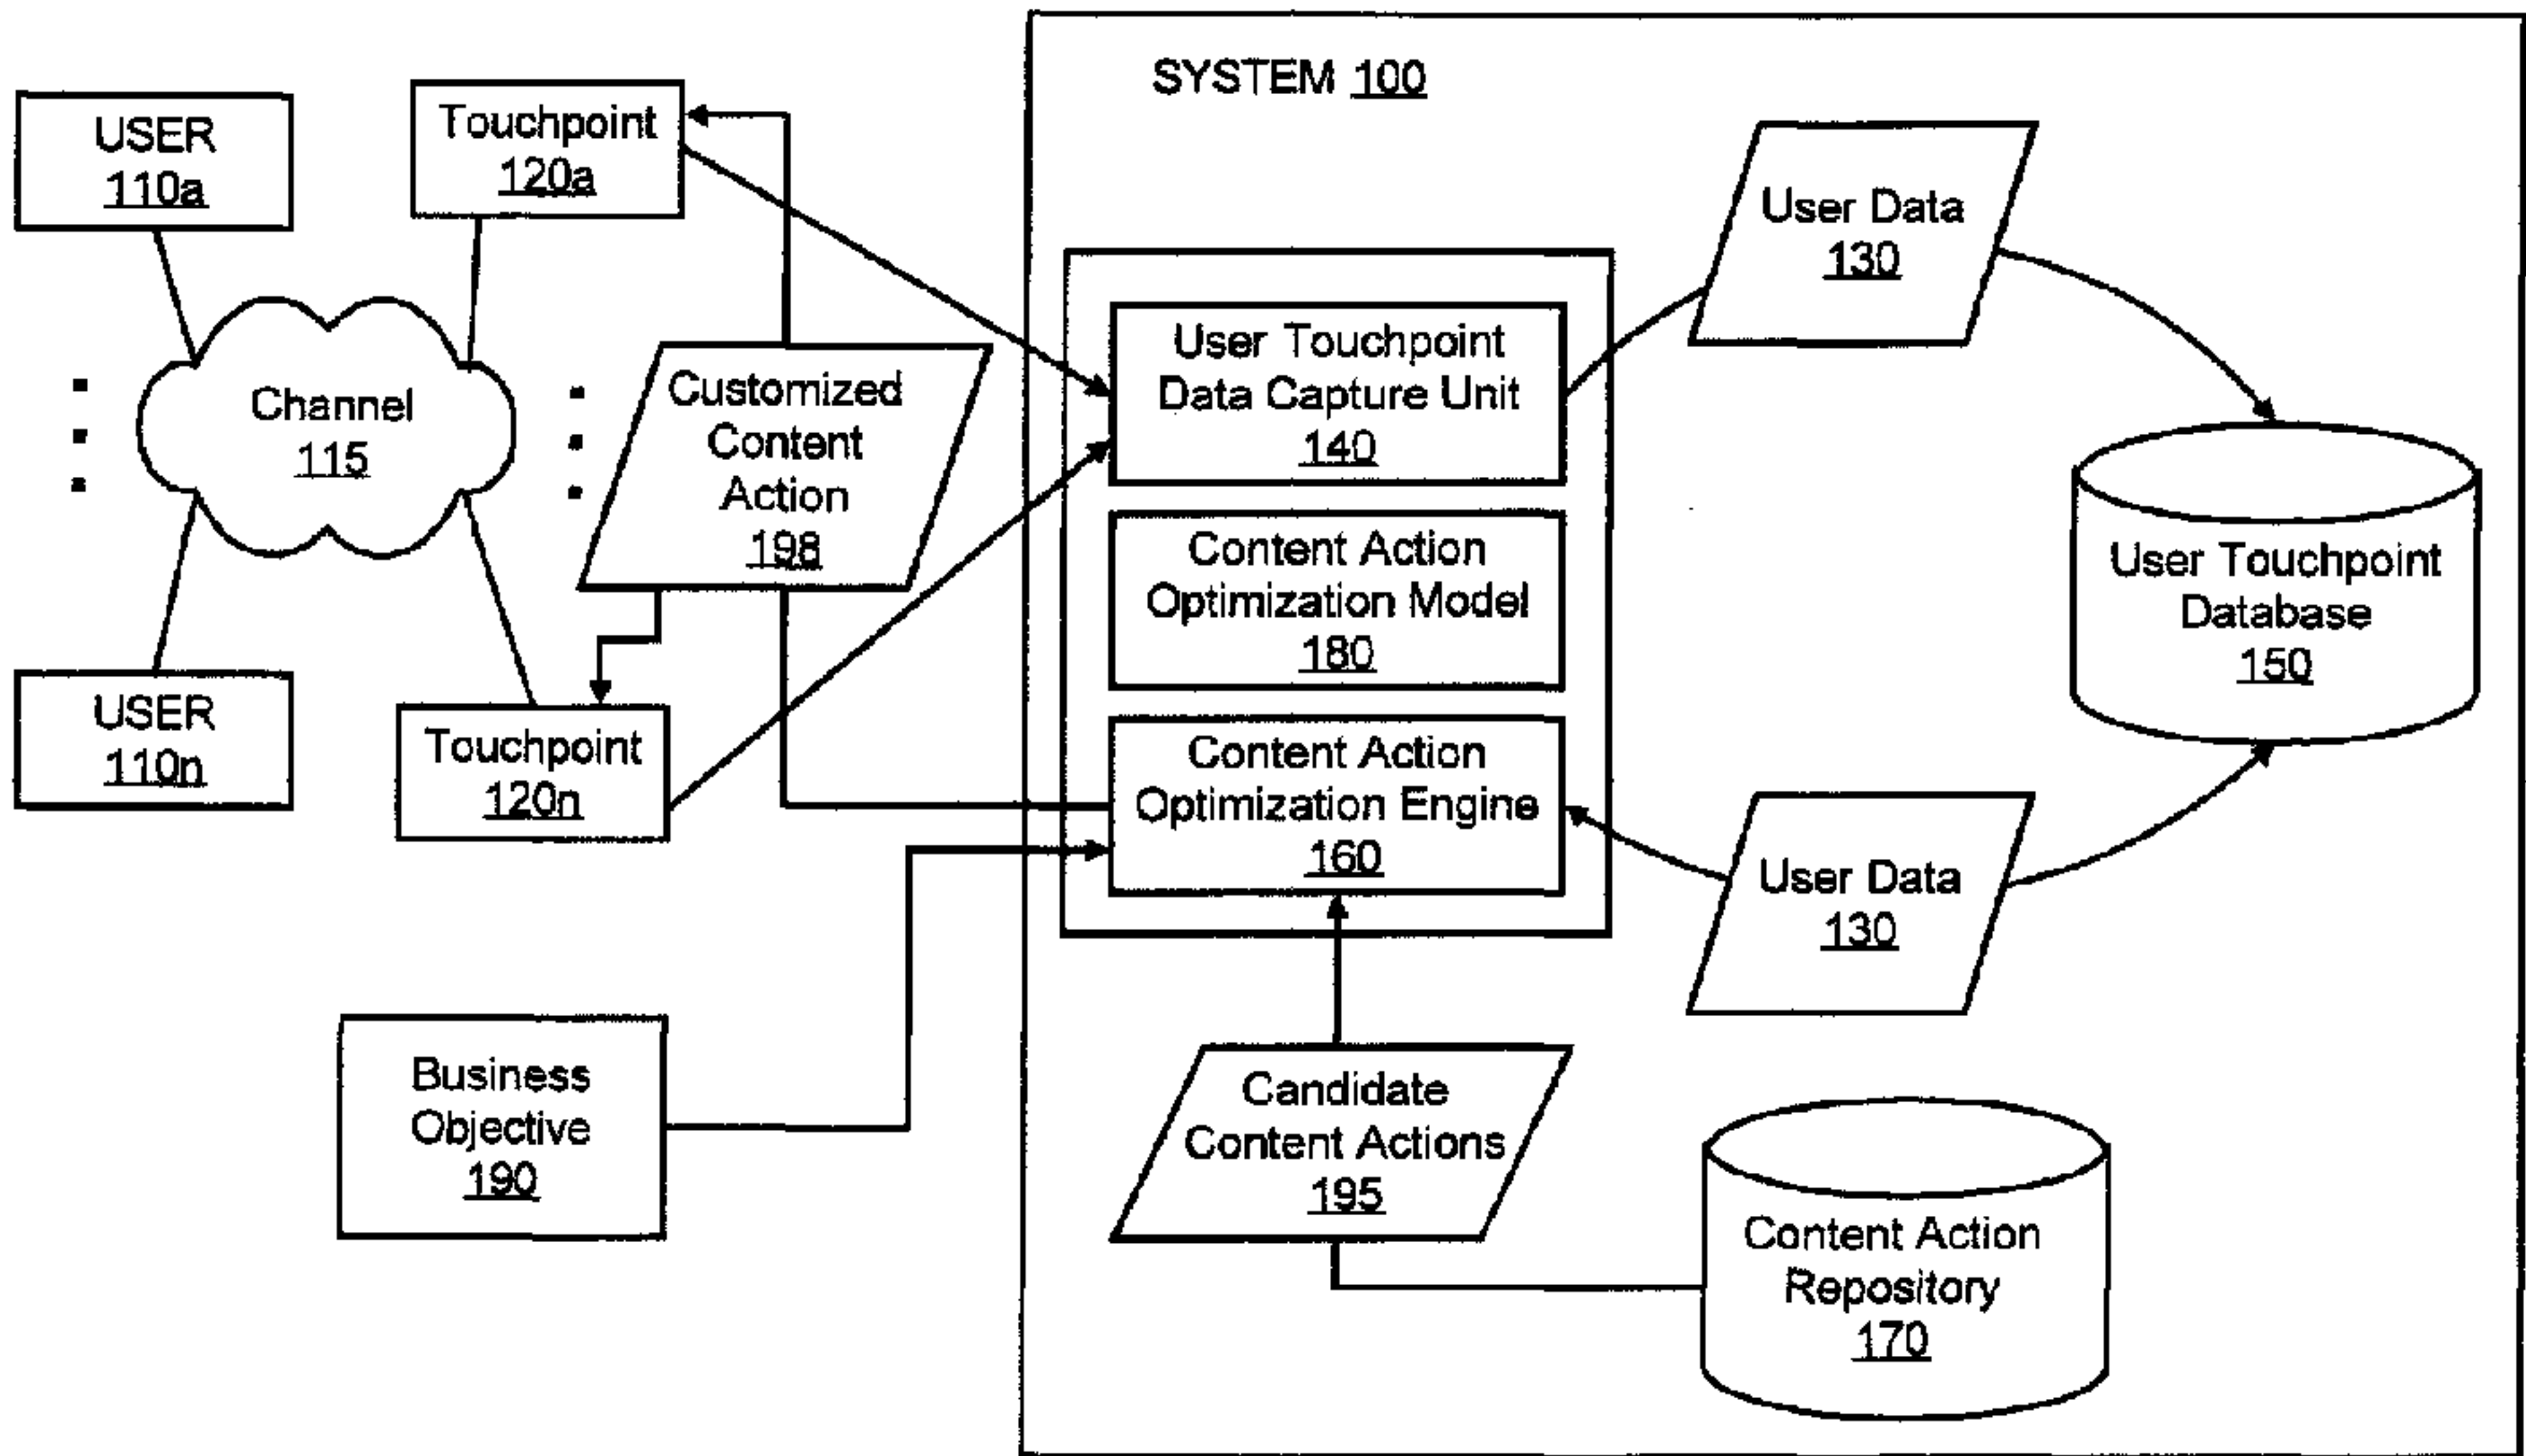 SYSTEM 100
USER
110a
Touchpoint
120a
User Data
130
Channel
115
Customized
Content
Action
198
User Touchpoint
Data Capture Unit
140
Content Action
Optimization Model
180
User Touchpoint
Database
150
USER
110n
Touchpoint
120n
Content Action
Optimization Engine
160
User Data
130
Business
Objective
190
Candidate
Content Actions
195
Content Action
Repository
170